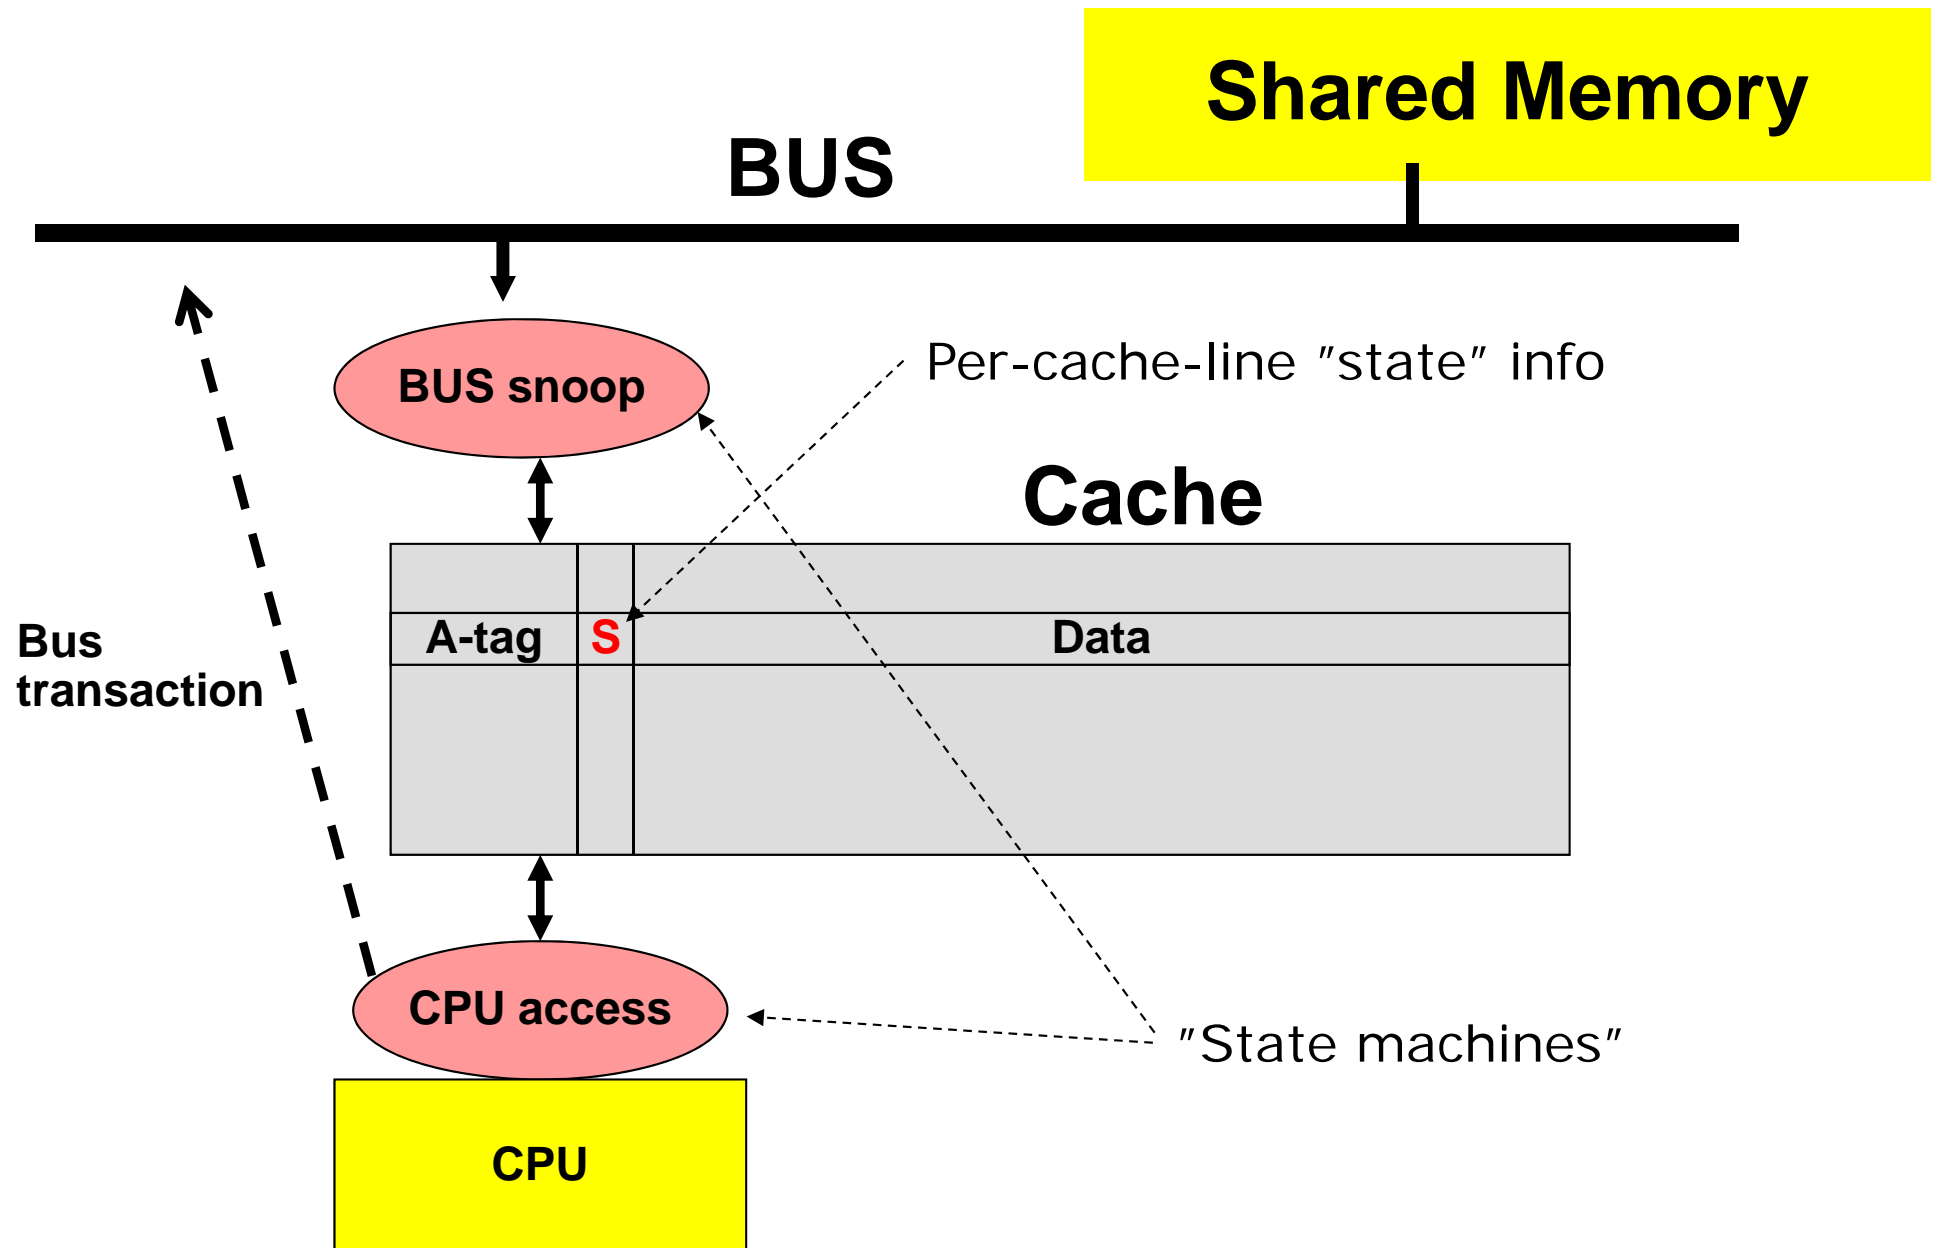 Shared Memory
BUS
BUS snoop
Per-cache-line "state" info
Cache
A-tag S Data
Bus
transaction
CPU access
"State machines"
CPU